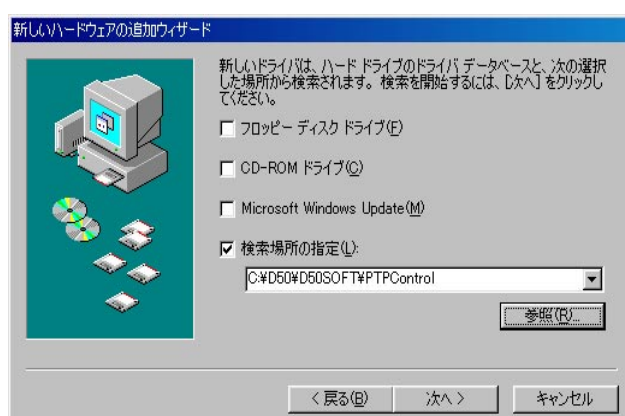 新しいハードウェアの追加ウィザード
新しいドライバは、ハード ドライブのドライバ データベースと、次の選択
した場所から検索されます。検索を開始するには、[次へ] をクリックし
てください。
フロッピー ディスク ドライブ(F)
CD-ROM ドライブ(C)
Microsoft Windows Update(M)
検索場所の指定(L):
C:¥D50¥D50SOFT¥PTPControl
参照(R)...
< 戻る(B)
次へ >
キャンセル